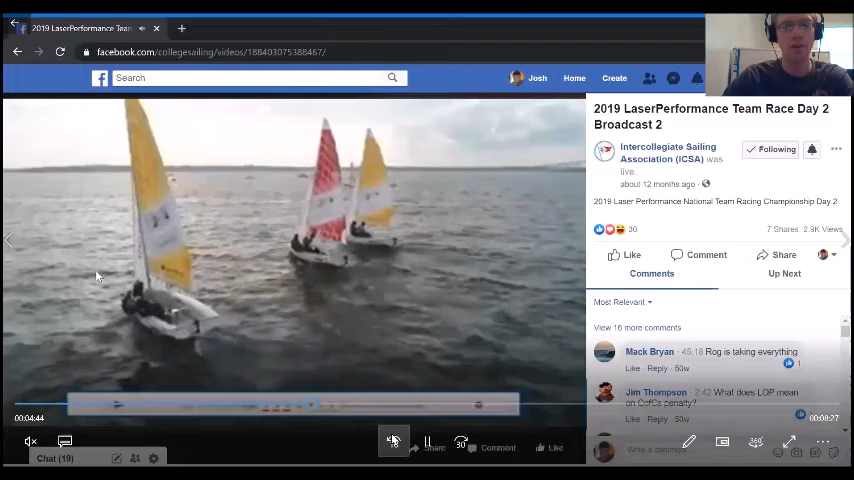 2019 LaserPerformance Team
facebook.com/collegesailing/videos/188403075388467/
Search
Josh
Home
Create
2019 LaserPerformance Team Race Day 2
Broadcast 2
Intercollegiate Sailing
Association (ICSA) was
live.
about 12 months ago
Following
2019 Laser Performance National Team Racing Championship Day 2
30
7 Shares
2.9K Views
Like
Comment
Share
Comments
Up Next
Most Relevant
View 16 more comments
Mack Bryan 45:18 Rog is taking everything
1
Like · Reply · 50w
Jim Thompson 2:42 What does LOP mean
on CofCs penalty?
Like · Reply · 50w
Write a comment...
00:04:44
00:08:27
10
30
360
Share
Comment
Like
Chat (19)